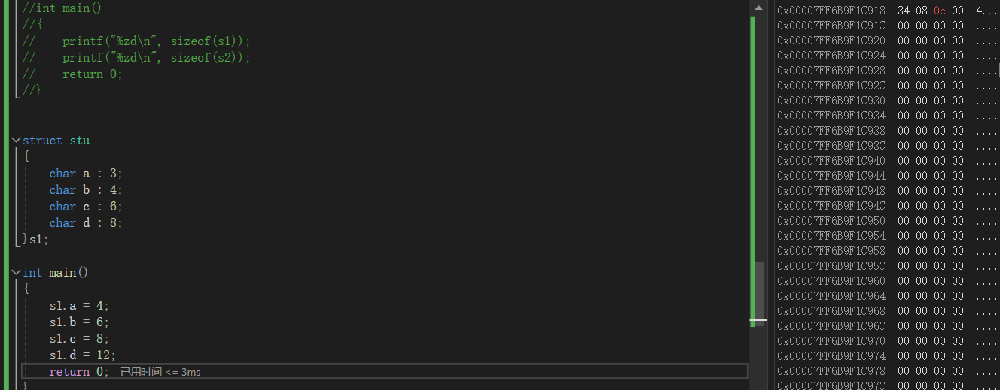 //int main()
//{
//    printf("%zd\n", sizeof(s1));
//    printf("%zd\n", sizeof(s2));
//    return 0;
//}
struct stu
{
    char a : 3;
    char b : 4;
    char c : 6;
    char d : 8;
}s1;
int main()
{
    s1.a = 4;
    s1.b = 6;
    s1.c = 8;
    s1.d = 12;
    return 0;  已用时间 <= 3ms
}
0x00007FF6B9F1C918  34 08 0c 00  4...
0x00007FF6B9F1C91C  00 00 00 00  ....
0x00007FF6B9F1C920  00 00 00 00  ....
0x00007FF6B9F1C924  00 00 00 00  ....
0x00007FF6B9F1C928  00 00 00 00  ....
0x00007FF6B9F1C92C  00 00 00 00  ....
0x00007FF6B9F1C930  00 00 00 00  ....
0x00007FF6B9F1C934  00 00 00 00  ....
0x00007FF6B9F1C938  00 00 00 00  ....
0x00007FF6B9F1C93C  00 00 00 00  ....
0x00007FF6B9F1C940  00 00 00 00  ....
0x00007FF6B9F1C944  00 00 00 00  ....
0x00007FF6B9F1C948  00 00 00 00  ....
0x00007FF6B9F1C94C  00 00 00 00  ....
0x00007FF6B9F1C950  00 00 00 00  ....
0x00007FF6B9F1C954  00 00 00 00  ....
0x00007FF6B9F1C958  00 00 00 00  ....
0x00007FF6B9F1C95C  00 00 00 00  ....
0x00007FF6B9F1C960  00 00 00 00  ....
0x00007FF6B9F1C964  00 00 00 00  ....
0x00007FF6B9F1C968  00 00 00 00  ....
0x00007FF6B9F1C96C  00 00 00 00  ....
0x00007FF6B9F1C970  00 00 00 00  ....
0x00007FF6B9F1C974  00 00 00 00  ....
0x00007FF6B9F1C978  00 00 00 00  ....
0x00007FF6B9F1C97C  00 00 00 00  ....